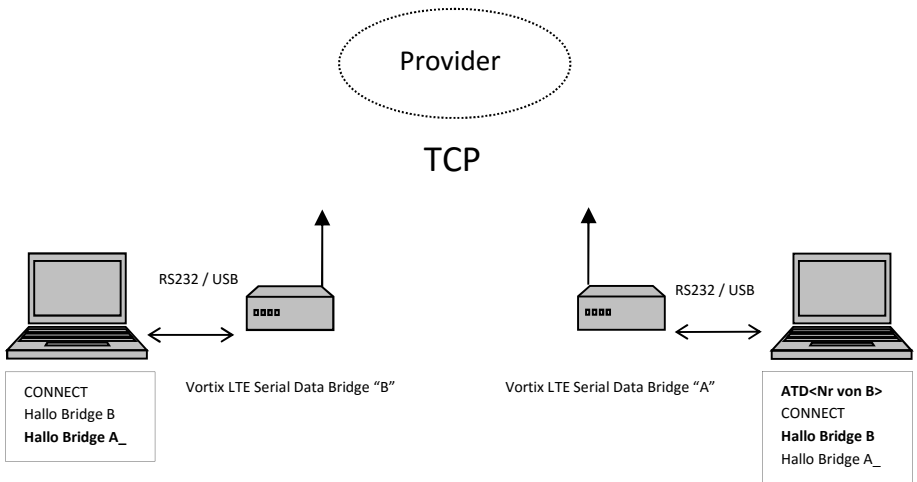 Provider
TCP
RS232 / USB
RS232 / USB
Vortix LTE Serial Data Bridge “B”
Vortix LTE Serial Data Bridge “A”
CONNECT
Hallo Bridge B
Hallo Bridge A_
ATD<Nr von B>
CONNECT
Hallo Bridge B
Hallo Bridge A_